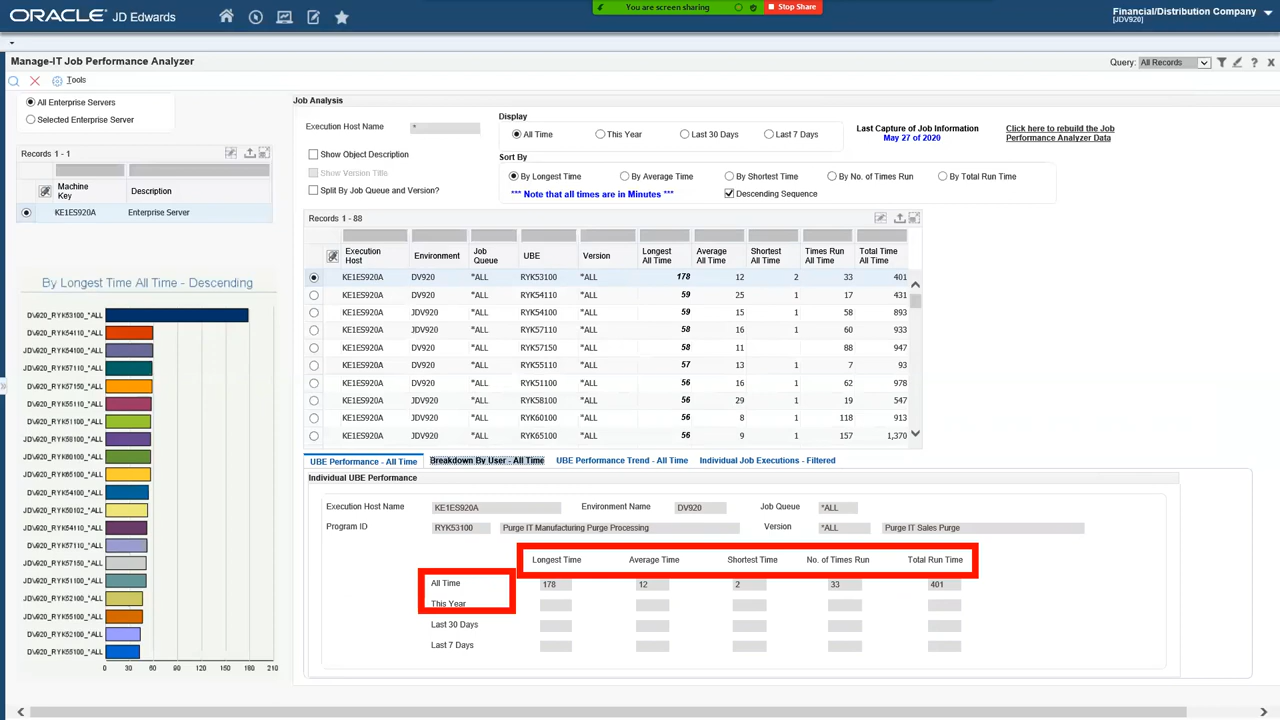 ORACLE JD Edwards
You are screen sharing
Stop Share
Financial/Distribution Company
[JDV920]
Manage-IT Job Performance Analyzer
Query: All Records
Tools
All Enterprise Servers
Selected Enterprise Server
Records 1 - 1
Machine Key Description
KE1ES920A Enterprise Server
Job Analysis
Execution Host Name *
Show Object Description
Show Version Title
Split By Job Queue and Version?
Display
All Time This Year Last 30 Days Last 7 Days
Sort By
By Longest Time By Average Time By Shortest Time By No. of Times Run By Total Run Time
*** Note that all times are in Minutes *** Descending Sequence
Last Capture of Job Information
May 27 of 2020
Click here to rebuild the Job
Performance Analyzer Data
Records 1 - 88
Execution Host Environment Job Queue UBE Version Longest All Time Average All Time Shortest All Time Times Run All Time Total Time All Time
KE1ES920A DV920 *ALL RYK53100 *ALL 178 12 2 33 401
KE1ES920A DV920 *ALL RYK54110 *ALL 59 25 1 17 431
KE1ES920A JDV920 *ALL RYK54100 *ALL 59 15 1 58 893
KE1ES920A JDV920 *ALL RYK57110 *ALL 58 16 1 60 933
KE1ES920A JDV920 *ALL RYK57150 *ALL 58 11 88 947
KE1ES920A DV920 *ALL RYK55110 *ALL 57 13 1 7 93
KE1ES920A JDV920 *ALL RYK51100 *ALL 56 16 1 62 978
KE1ES920A JDV920 *ALL RYK58100 *ALL 56 29 1 19 547
KE1ES920A JDV920 *ALL RYK60100 *ALL 56 8 1 118 913
KE1ES920A JDV920 *ALL RYK65100 *ALL 56 9 1 157 1,370
By Longest Time All Time - Descending
DV920_RYK53100_*ALL
DV920_RYK54110_*ALL
JDV920_RYK54100_*ALL
JDV920_RYK57110_*ALL
JDV920_RYK57150_*ALL
DV920_RYK55110_*ALL
JDV920_RYK51100_*ALL
JDV920_RYK58100_*ALL
JDV920_RYK60100_*ALL
JDV920_RYK65100_*ALL
DV920_RYK54100_*ALL
JDV920_RYK50102_*ALL
JDV920_RYK54110_*ALL
DV920_RYK57110_*ALL
DV920_RYK57100_*ALL
DV920_RYK51100_*ALL
JDV920_RYK52100_*ALL
JDV920_RYK55100_*ALL
DV920_RYK52100_*ALL
DV920_RYK55100_*ALL
0 30 60 90 120 150 180 210
UBE Performance - All Time Breakdown By User - All Time UBE Performance Trend - All Time Individual Job Executions - Filtered
Individual UBE Performance
Execution Host Name KE1ES920A Environment Name DV920 Job Queue *ALL
Program ID RYK53100 Purge IT Manufacturing Purge Processing Version *ALL Purge IT Sales Purge
Longest Time Average Time Shortest Time No. of Times Run Total Run Time
All Time 178 12 2 33 401
This Year
Last 30 Days
Last 7 Days